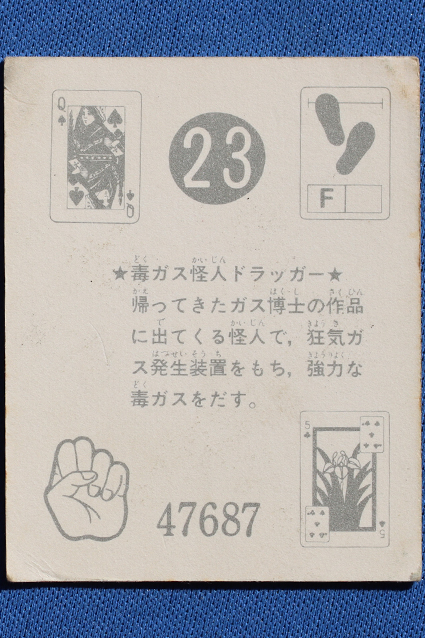 Q
23
F
★毒ガス怪人ドラッガー★
帰ってきたガス博士の作品
に出てくる怪人で，狂気ガ
ス発生装置をもち，強力な
毒ガスをだす。
5
47687
5